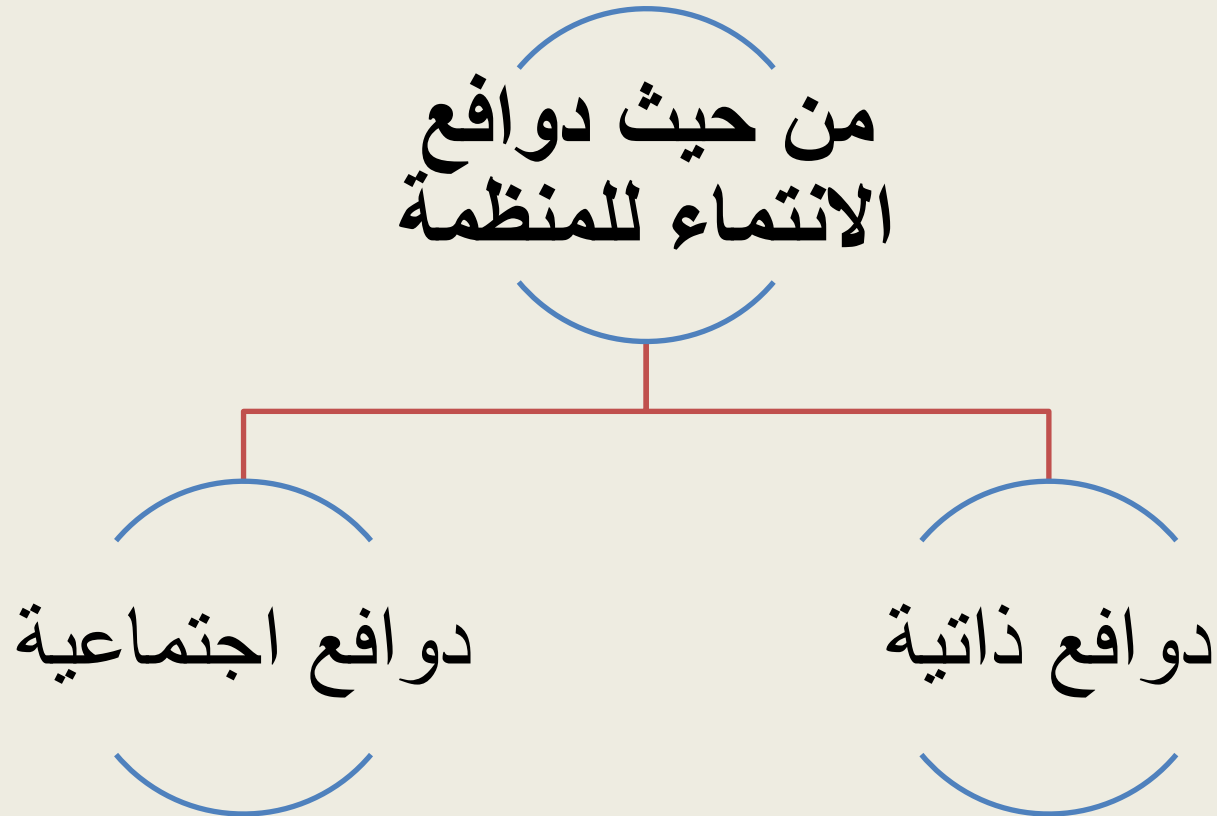 من حيث دوافع
الانتماء للمنظمة
دوافع ذاتية
دوافع اجتماعية